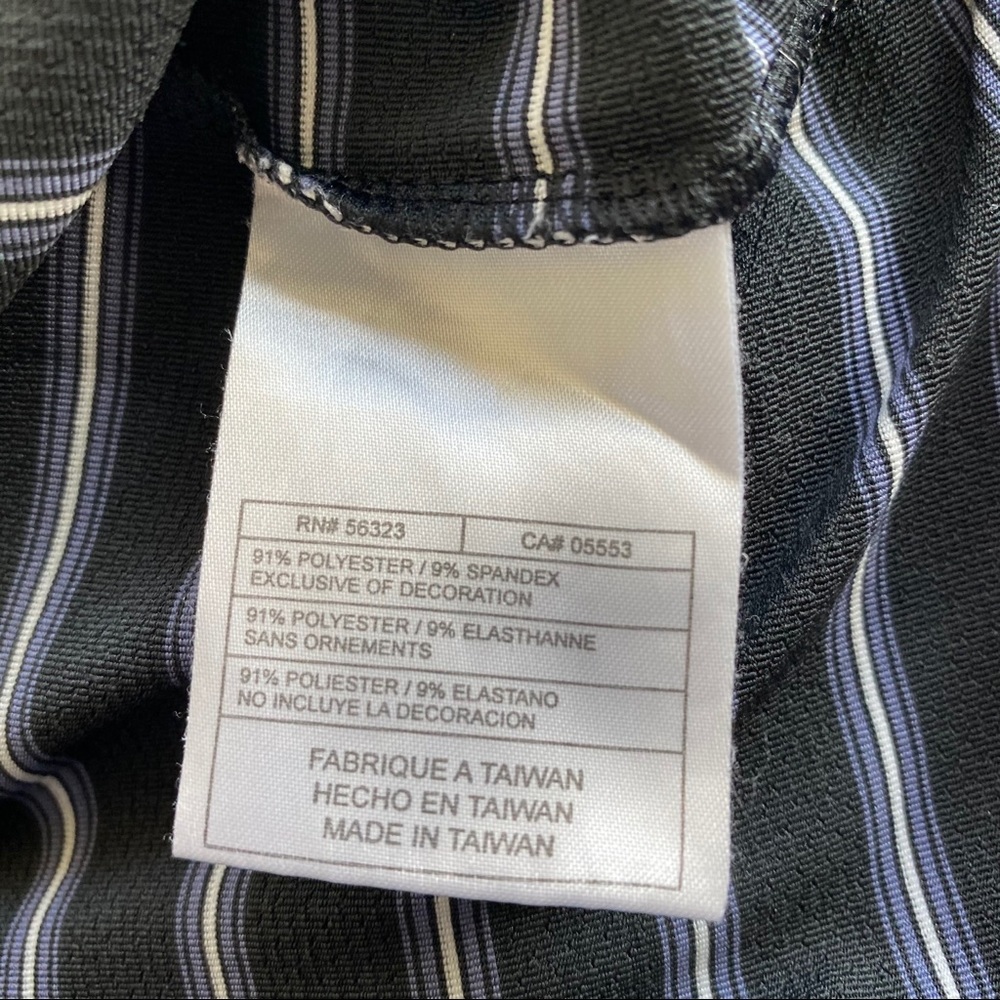 RN# 56323 CA# 05553
91% POLYESTER / 9% SPANDEX
EXCLUSIVE OF DECORATION
91% POLYESTER / 9% ELASTHANNE
SANS ORNEMENTS
91% POLIESTER / 9% ELASTANO
NO INCLUYE LA DECORACION
FABRIQUE A TAIWAN
HECHO EN TAIWAN
MADE IN TAIWAN